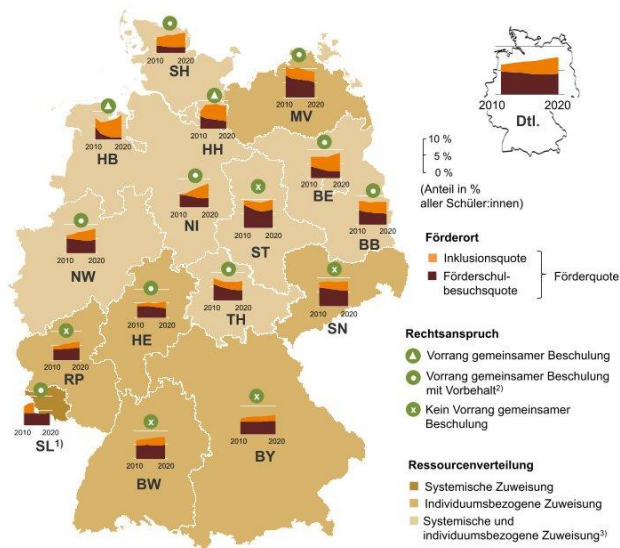 2010 2020
SH
2010 2020
MV
2010 2020
Dtl.
2010 2020
HB
2010 2020
HH
10 %
5 %
0 %
(Anteil in %
aller Schüler:innen)
2010 2020
BE
2010 2020
NI
2010 2020
ST
2010 2020
BB
2010 2020
NW
Förderort
Inklusionsquote
Förderschul-
besuchsquote
Förderquote
2010 2020
HE
2010 2020
TH
2010 2020
SN
Rechtsanspruch
Vorrang gemeinsamer Beschulung
Vorrang gemeinsamer Beschulung
mit Vorbehalt2)
x Kein Vorrang gemeinsamer
Beschulung
2010 2020
RP
2010 2020
SL1)
2010 2020
BW
2010 2020
BY
Ressourcenverteilung
Systemische Zuweisung
Individuumsbezogene Zuweisung
Systemische und
individuumsbezogene Zuweisung3)